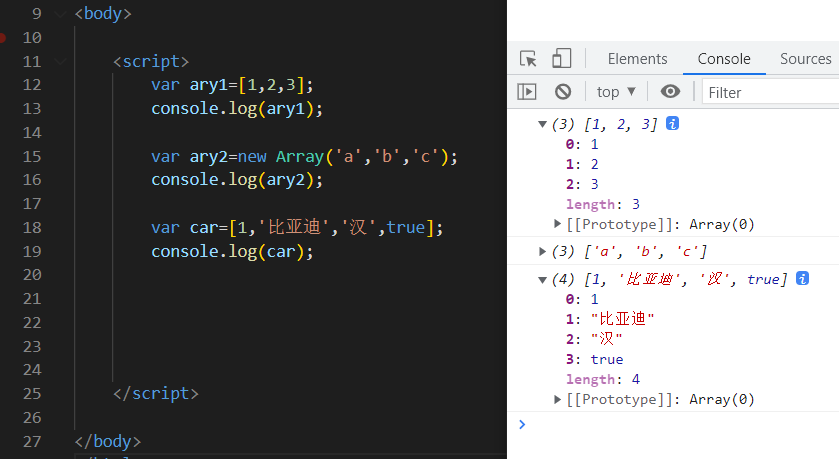 9 <body>
10
11 <script>
12 var ary1=[1,2,3];
13 console.log(ary1);
14
15 var ary2=new Array('a','b','c');
16 console.log(ary2);
17
18 var car=[1,'比亚迪','汉',true];
19 console.log(car);
20
21
22
23
24
25 </script>
26
27 </body>
Elements Console Sources
top ▼ Filter
▼ (3) [1, 2, 3] i
0: 1
1: 2
2: 3
length: 3
▶ [[Prototype]]: Array(0)
▶ (3) ['a', 'b', 'c']
▼ (4) [1, '比亚迪', '汉', true] i
0: 1
1: "比亚迪"
2: "汉"
3: true
length: 4
▶ [[Prototype]]: Array(0)
>